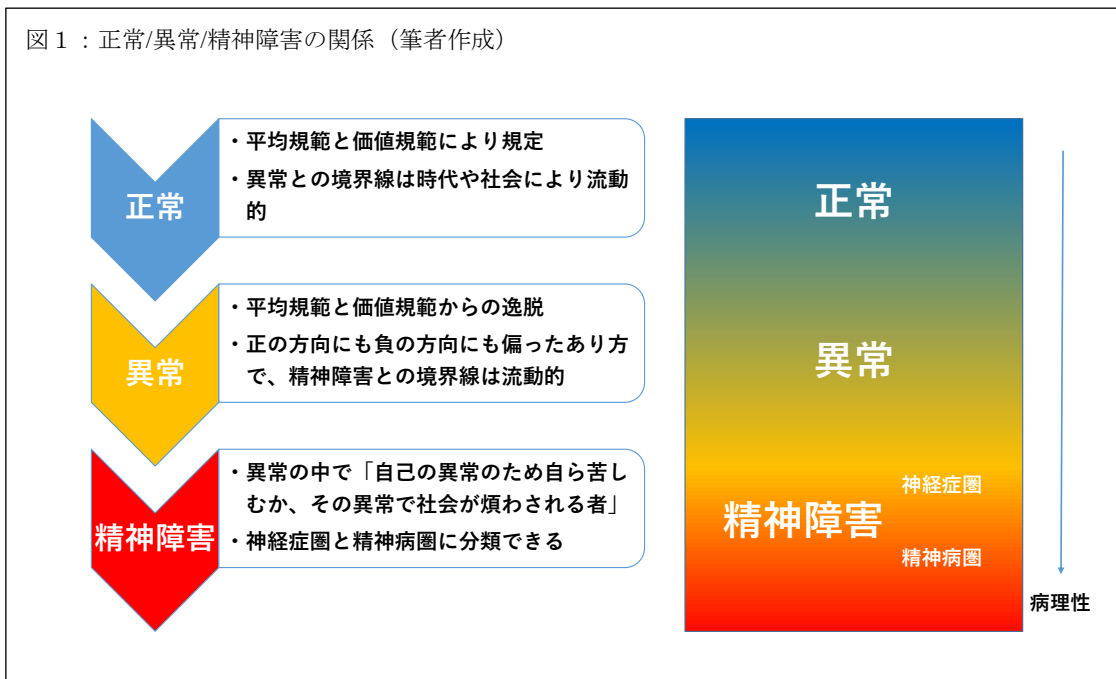 図１：正常/異常/精神障害の関係（筆者作成）
正常
・平均規範と価値規範により規定
・異常との境界線は時代や社会により流動
的
異常
・平均規範と価値規範からの逸脱
・正の方向にも負の方向にも偏ったあり方
で、精神障害との境界線は流動的
精神障害
・異常の中で「自己の異常のため自ら苦し
むか、その異常で社会が煩わされる者」
・神経症圏と精神病圏に分類できる
正常
異常
神経症圏
精神障害
精神病圏
病理性